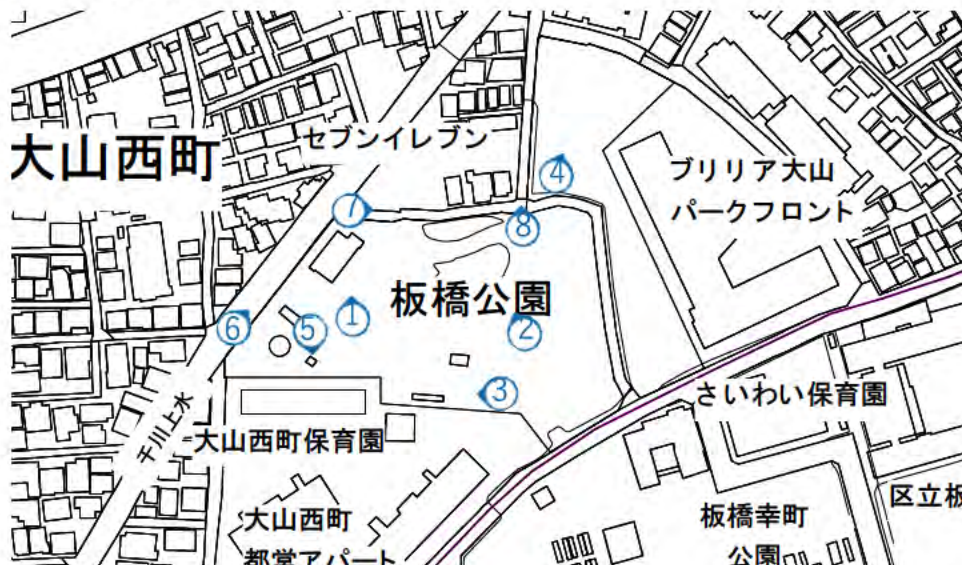 セブンイレブン
大山西町
ブリリア大山
パークフロント
4
7
8
板橋公園
1
6
5
2
3
さいわい保育園
千川上水
大山西町保育園
大山西町
都営アパート
板橋幸町
公園
区立板